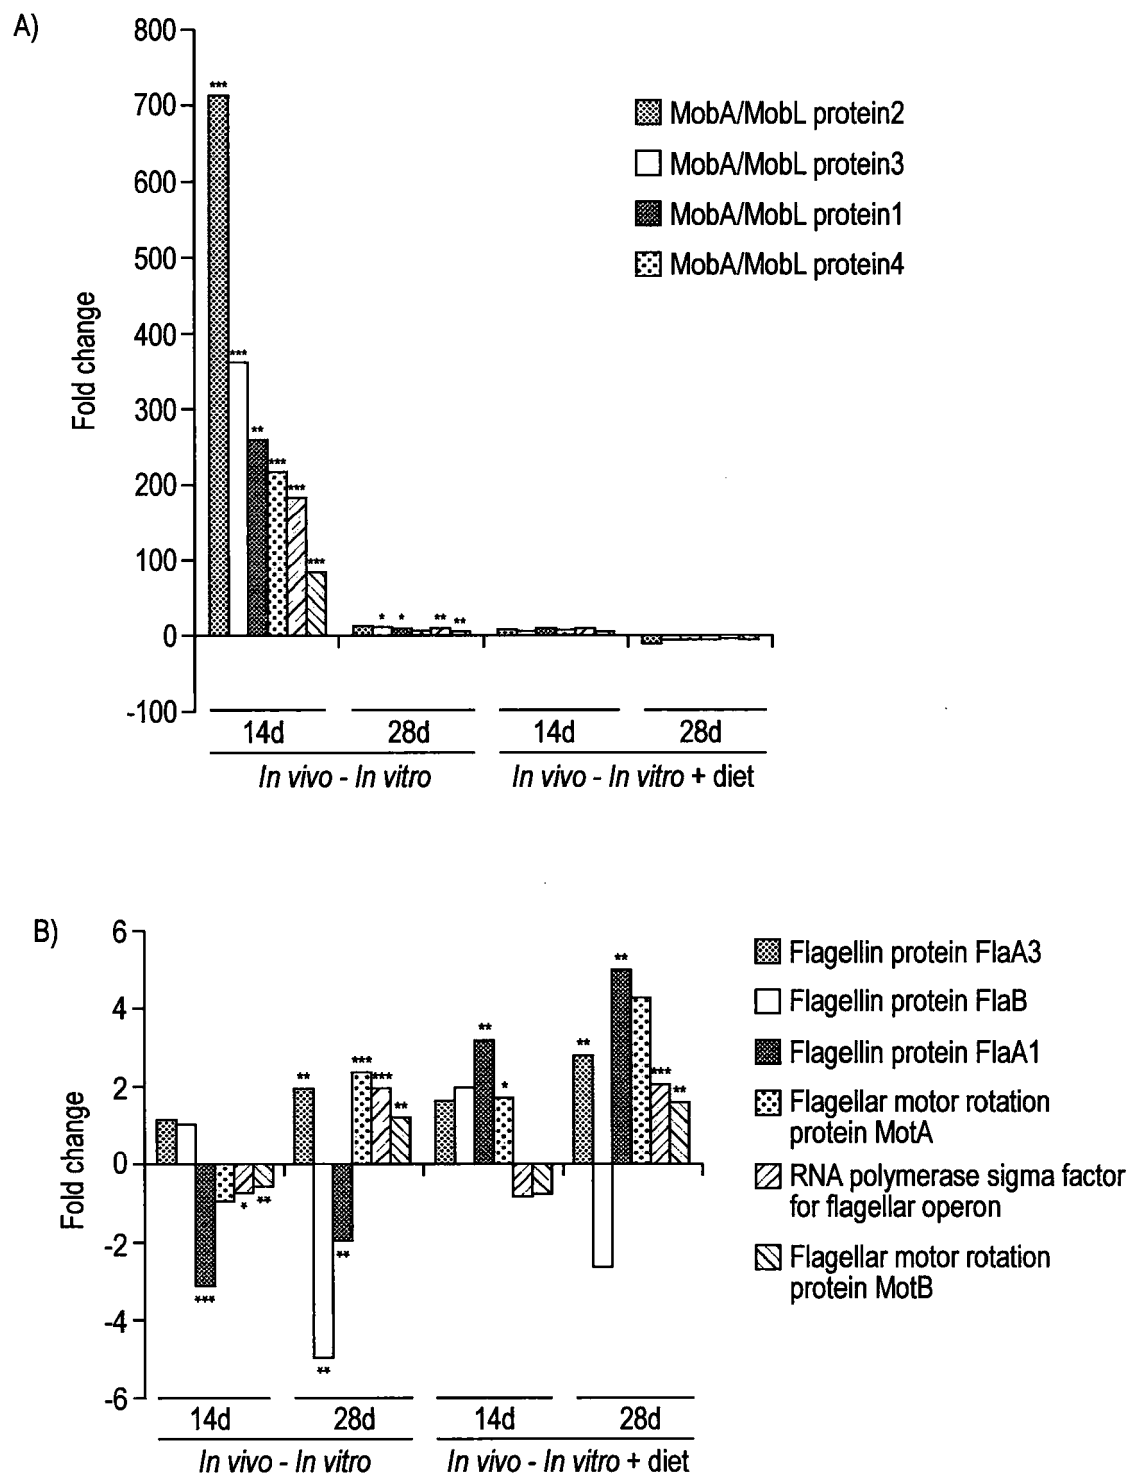 A)
800
700
600
500
400
300
200
100
0
-100
Fold change
***
***
**
***
***
***
*
*
**
**
MobA/MobL protein2
MobA/MobL protein3
MobA/MobL protein1
MobA/MobL protein4
14d
28d
14d
28d
In vivo - In vitro
In vivo - In vitro + diet
B)
6
4
2
0
-2
-4
-6
Fold change
***
*
**
**
**
**
***
***
**
**
*
**
**
***
**
Flagellin protein FlaA3
Flagellin protein FlaB
Flagellin protein FlaA1
Flagellar motor rotation
protein MotA
RNA polymerase sigma factor
for flagellar operon
Flagellar motor rotation
protein MotB
14d
28d
14d
28d
In vivo - In vitro
In vivo - In vitro + diet